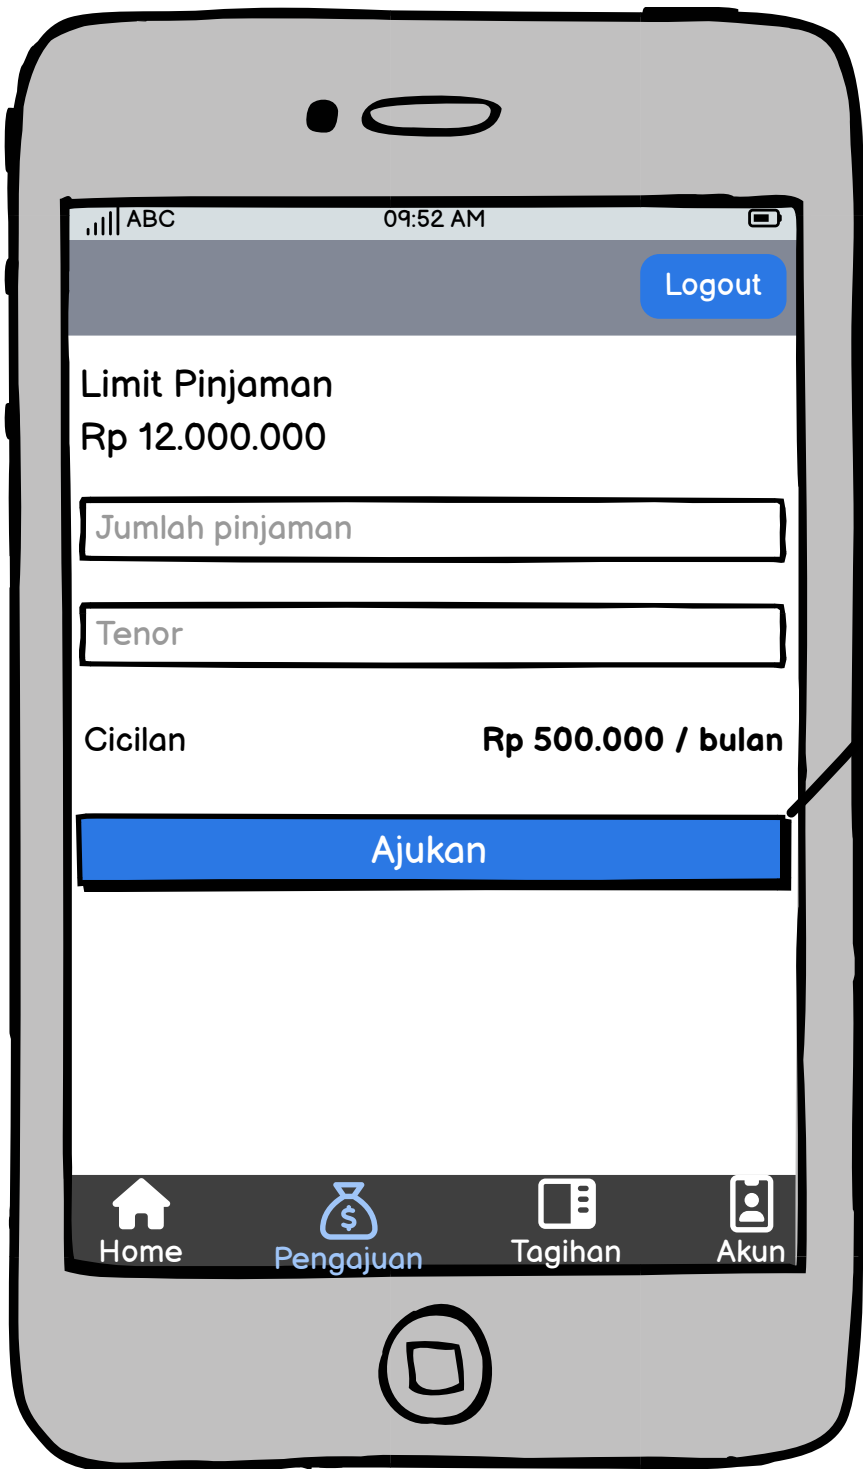 ABC 09:52 AM
Logout
Limit Pinjaman
Rp 12.000.000
Jumlah pinjaman
Tenor
Cicilan Rp 500.000 / bulan
Ajukan
Home Pengajuan Tagihan Akun